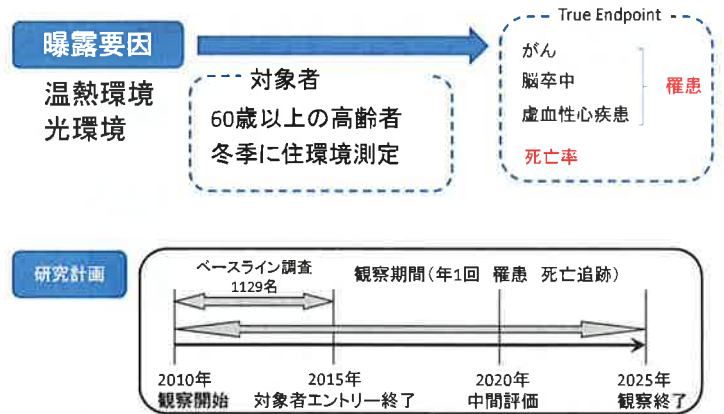 曝露要因
温熱環境
光環境
対象者
60歳以上の高齢者
冬季に住環境測定
True Endpoint
がん
脳卒中
虚血性心疾患
罹患
死亡率
研究計画
ベースライン調査
1129名
観察期間(年1回 罹患 死亡追跡)
2010年
観察開始
2015年
対象者エントリー終了
2020年
中間評価
2025年
観察終了